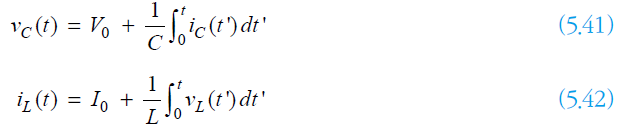 v_C(t) = V_0 + \frac{1}{C} \int_0^t i_C(t') dt' (5.41)
i_L(t) = I_0 + \frac{1}{L} \int_0^t v_L(t') dt' (5.42)